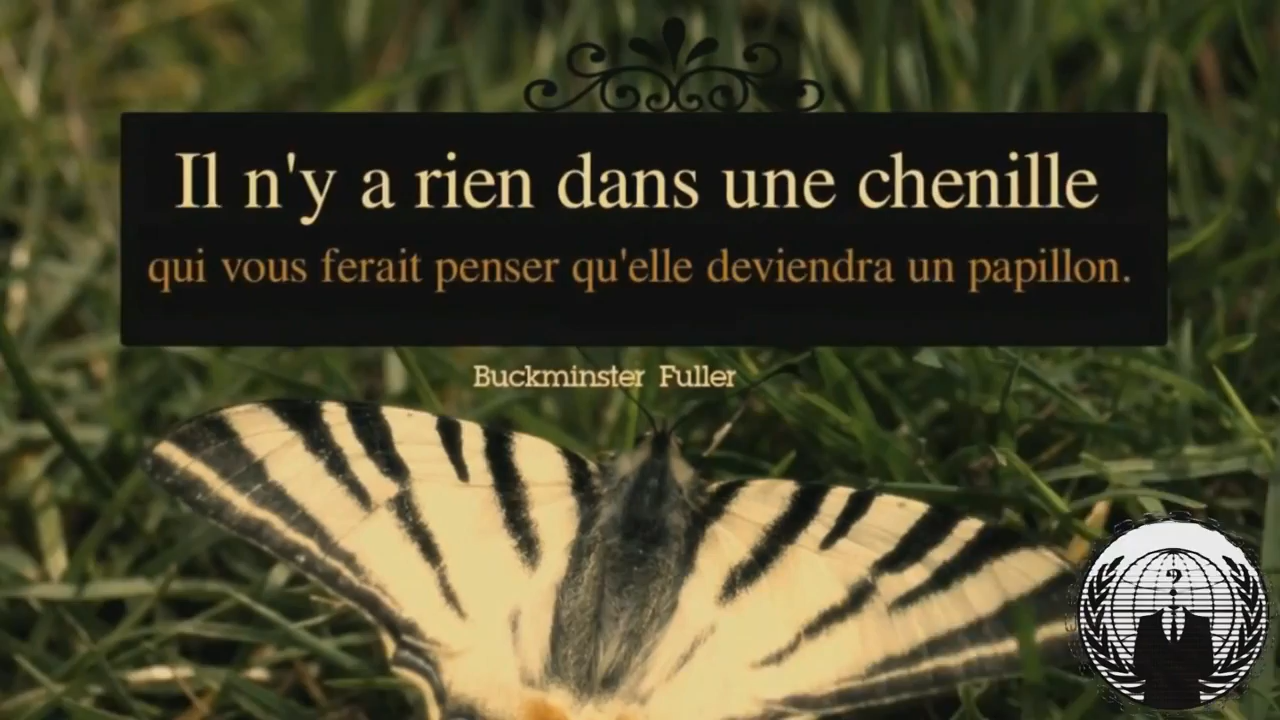 Il n'y a rien dans une chenille
qui vous ferait penser qu'elle deviendra un papillon.
Buckminster Fuller
?